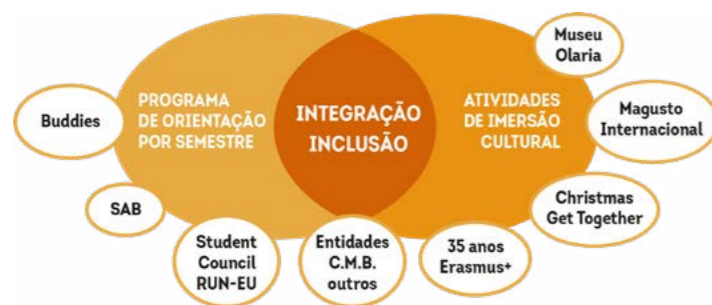 Museu
Olaria
PROGRAMA
DE ORIENTAÇÃO
POR SEMESTRE
INTEGRAÇÃO
INCLUSÃO
ATIVIDADES
DE IMERSÃO
CULTURAL
Buddies
Magusto
Internacional
SAB
Christmas
Get Together
Student
Council
RUN-EU
Entidades
C.M.B.
outros
35 anos
Erasmus+